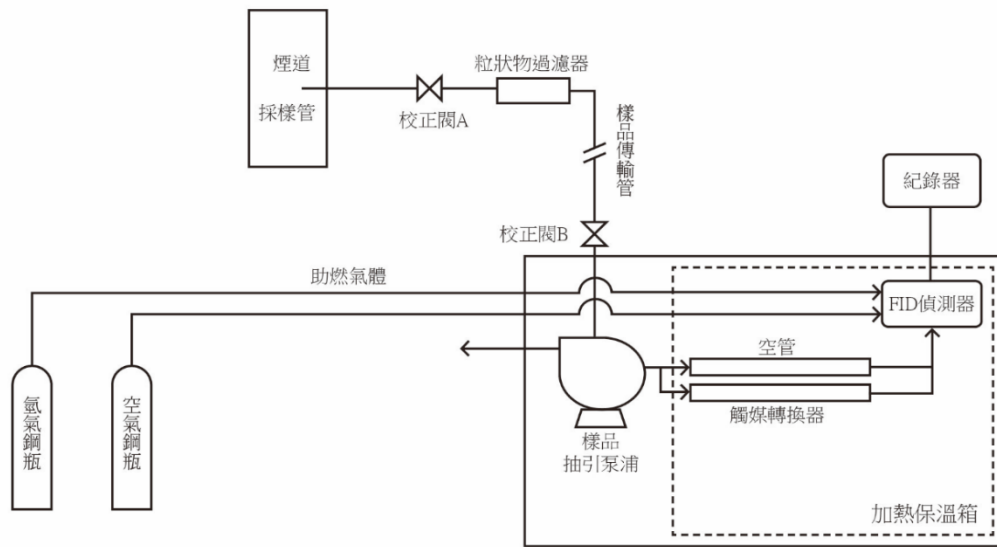 煙道
採樣管
校正閥A
粒狀物過濾器
樣品傳輸管
校正閥B
紀錄器
助燃氣體
FID偵測器
空管
觸媒轉換器
樣品
抽引泵浦
氫氣鋼瓶
空氣鋼瓶
加熱保溫箱